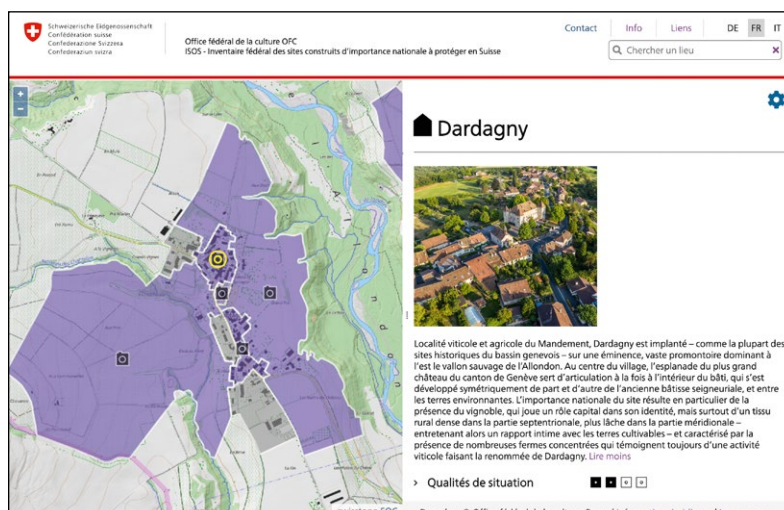 Schweizerische Eidgenossenschaft
Confédération suisse
Confederazione Svizzera
Confederaziun svizra
Office fédéral de la culture OFC
ISOS - Inventaire fédéral des sites construits d'importance nationale à protéger en Suisse
Contact Info Liens DE FR IT
Chercher un lieu
Dardagny
Localité viticole et agricole du Mandement, Dardagny est implanté – comme la plupart des
sites historiques du bassin genevois – sur une éminence, vaste promontoire dominant à
l'est le vallon sauvage de l'Allondon. Au centre du village, l'esplanade du plus grand
château du canton de Genève sert d'articulation à la fois à l'intérieur du bâti, qui s'est
développé symétriquement de part et d'autre de l'ancienne bâtisse seigneuriale, et entre
les terres environnantes. L'importance nationale du site résulte en particulier de la
présence du vignoble, qui joue un rôle capital dans son identité, mais surtout d'un tissu
rural dense dans la partie septentrionale, plus lâche dans la partie méridionale –
entretenant alors un rapport intime avec les terres cultivables – et caractérisé par la
présence de nombreuses fermes concentrées qui témoignent toujours d'une activité
viticole faisant la renommée de Dardagny. Lire moins
Qualités de situation